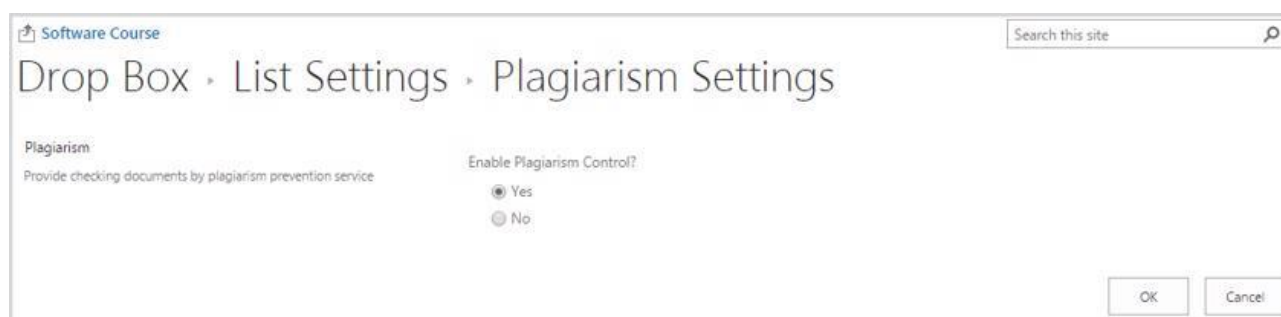 Software Course
Search this site
Drop Box ▸ List Settings ▸ Plagiarism Settings
Plagiarism
Provide checking documents by plagiarism prevention service
Enable Plagiarism Control?
Yes
No
OK
Cancel